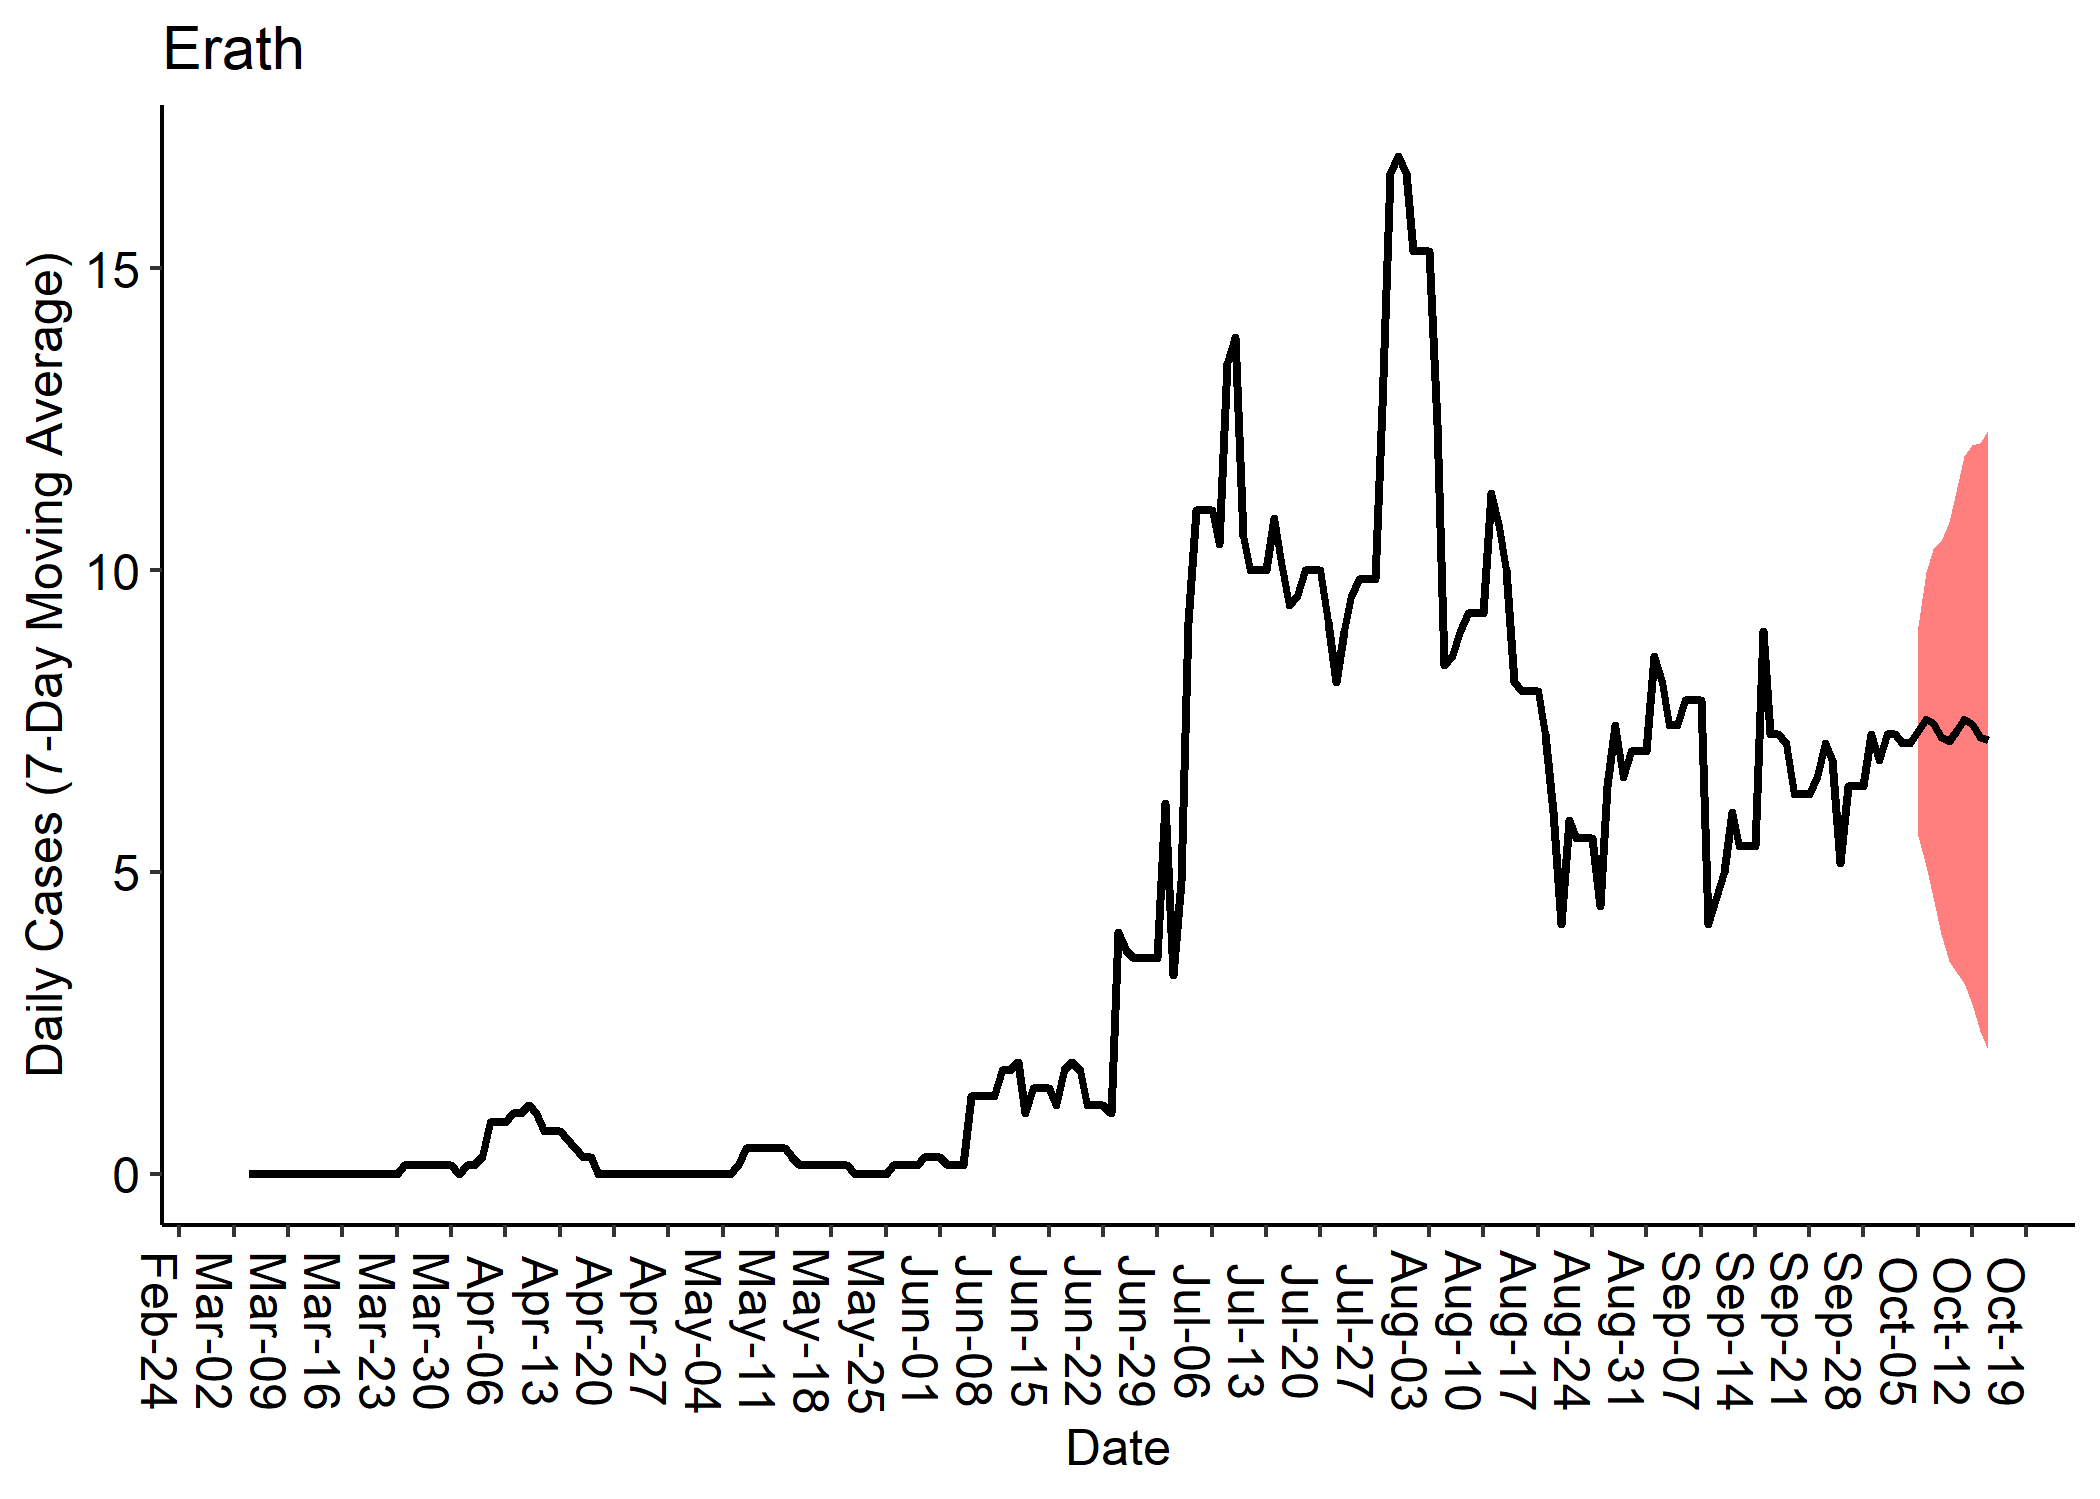 Erath
Daily Cases (7-Day Moving Average)
15
10
5
0
Feb-24
Mar-02
Mar-09
Mar-16
Mar-23
Mar-30
Apr-06
Apr-13
Apr-20
Apr-27
May-04
May-11
May-18
May-25
Jun-01
Jun-08
Jun-15
Jun-22
Jun-29
Jul-06
Jul-13
Jul-20
Jul-27
Aug-03
Aug-10
Aug-17
Aug-24
Aug-31
Sep-07
Sep-14
Sep-21
Sep-28
Oct-05
Oct-12
Oct-19
Date